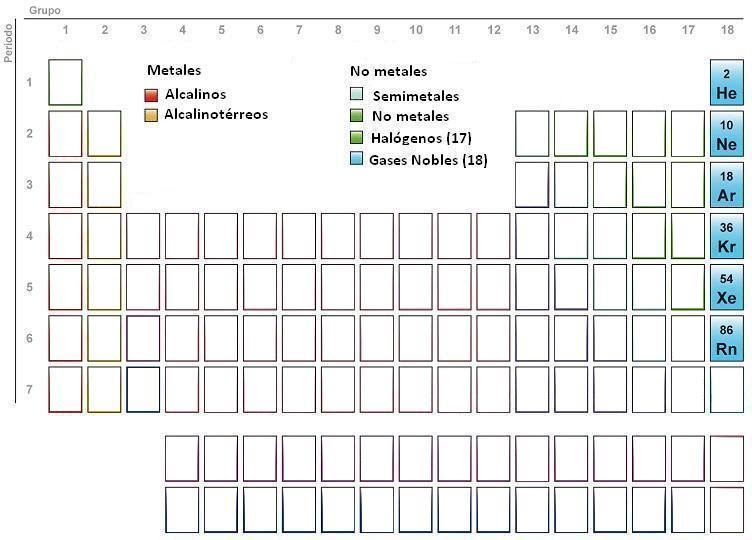 Grupo
Período
1 2 3 4 5 6 7 8 9 10 11 12 13 14 15 16 17 18
Metales
Alcalinos
Alcalinotérreos
No metales
Semimetales
No metales
Halógenos (17)
Gases Nobles (18)
1
2
He
2
10
Ne
3
18
Ar
4
36
Kr
5
54
Xe
6
86
Rn
7